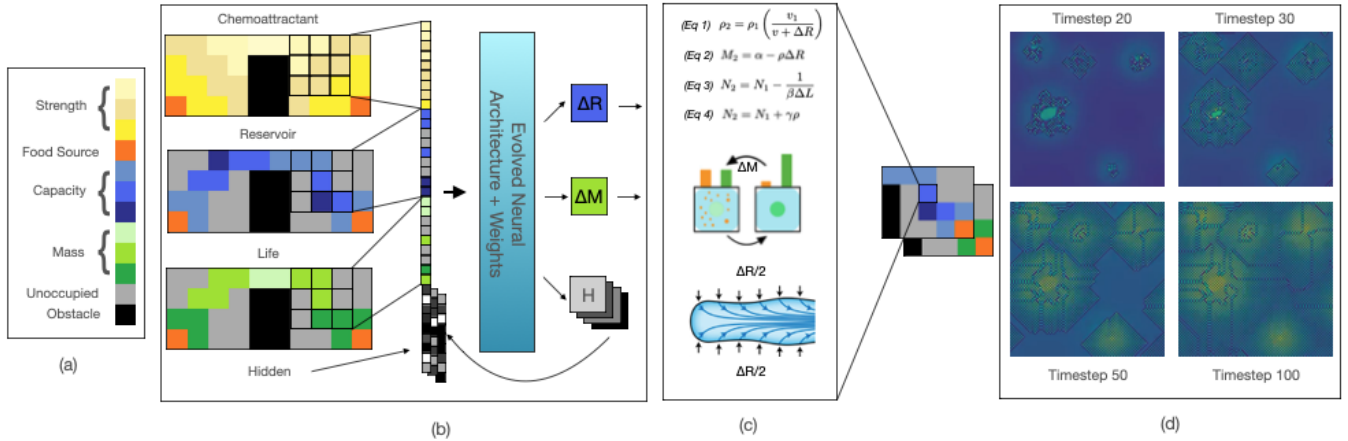 Strength
Food Source
Capacity
Mass
Unoccupied
Obstacle
(a)
Chemoattractant
Reservoir
Life
Hidden
Evolved Neural
Architecture + Weights
ΔR
ΔM
H
(b)
(Eq 1) ρ₂ = ρ₁ (v₁ / (v + ΔR))
(Eq 2) M₂ = α − ρΔR
(Eq 3) N₂ = N₁ − 1 / (βΔL)
(Eq 4) N₂ = N₁ + γρ
ΔM
ΔR/2
ΔR/2
(c)
Timestep 20
Timestep 30
Timestep 50
Timestep 100
(d)